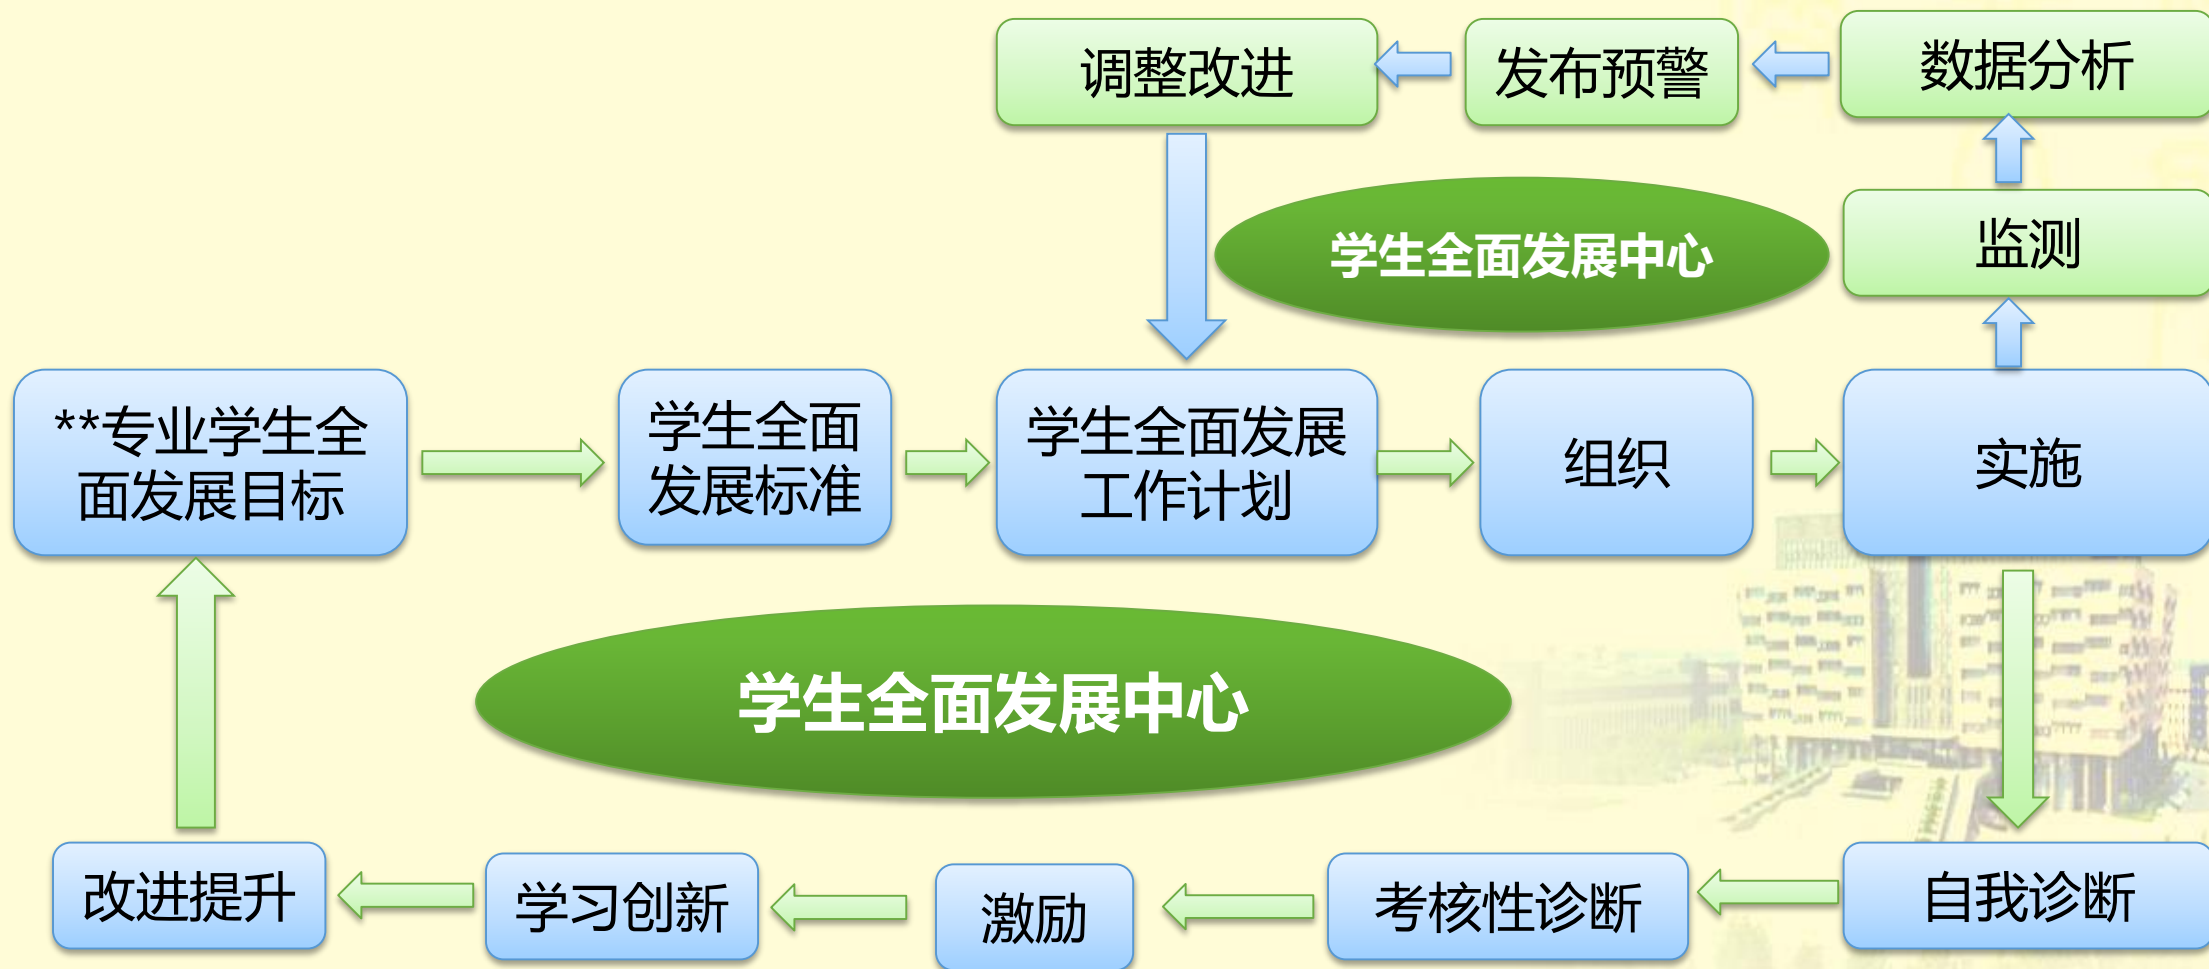 调整改进
发布预警
数据分析
学生全面发展中心
监测
**专业学生全
面发展目标
学生全面
发展标准
学生全面发展
工作计划
组织
实施
学生全面发展中心
改进提升
学习创新
激励
考核性诊断
自我诊断